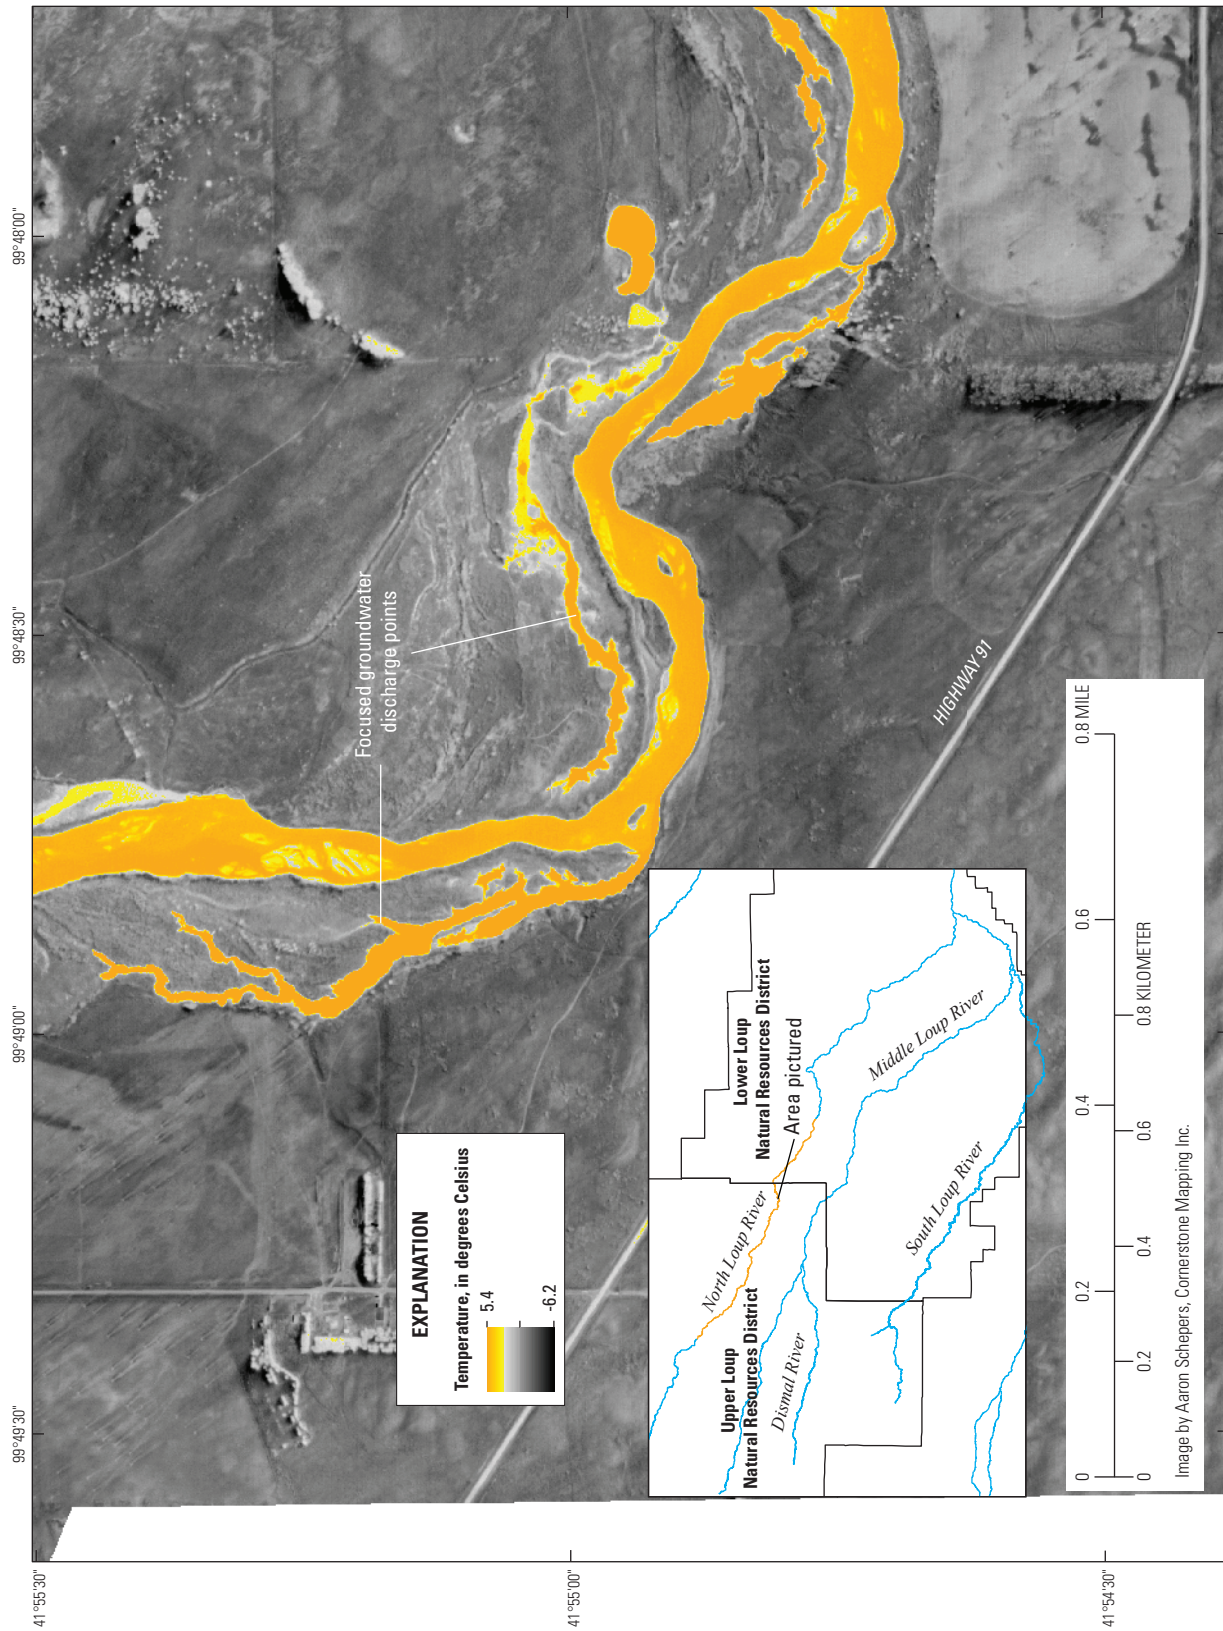 99°49'30"
99°49'00"
99°48'30"
99°48'00"
41°55'30"
41°55'00"
41°54'30"
Focused groundwater
discharge points
HIGHWAY 91
EXPLANATION
Temperature, in degrees Celsius
5.4
-6.2
Upper Loup
Natural Resources District
Lower Loup
Natural Resources District
Area pictured
North Loup River
Middle Loup River
Dismal River
South Loup River
0 0.2 0.4 0.6 0.8 MILE
0 0.2 0.4 0.6 0.8 KILOMETER
Image by Aaron Schepers, Cornerstone Mapping Inc.